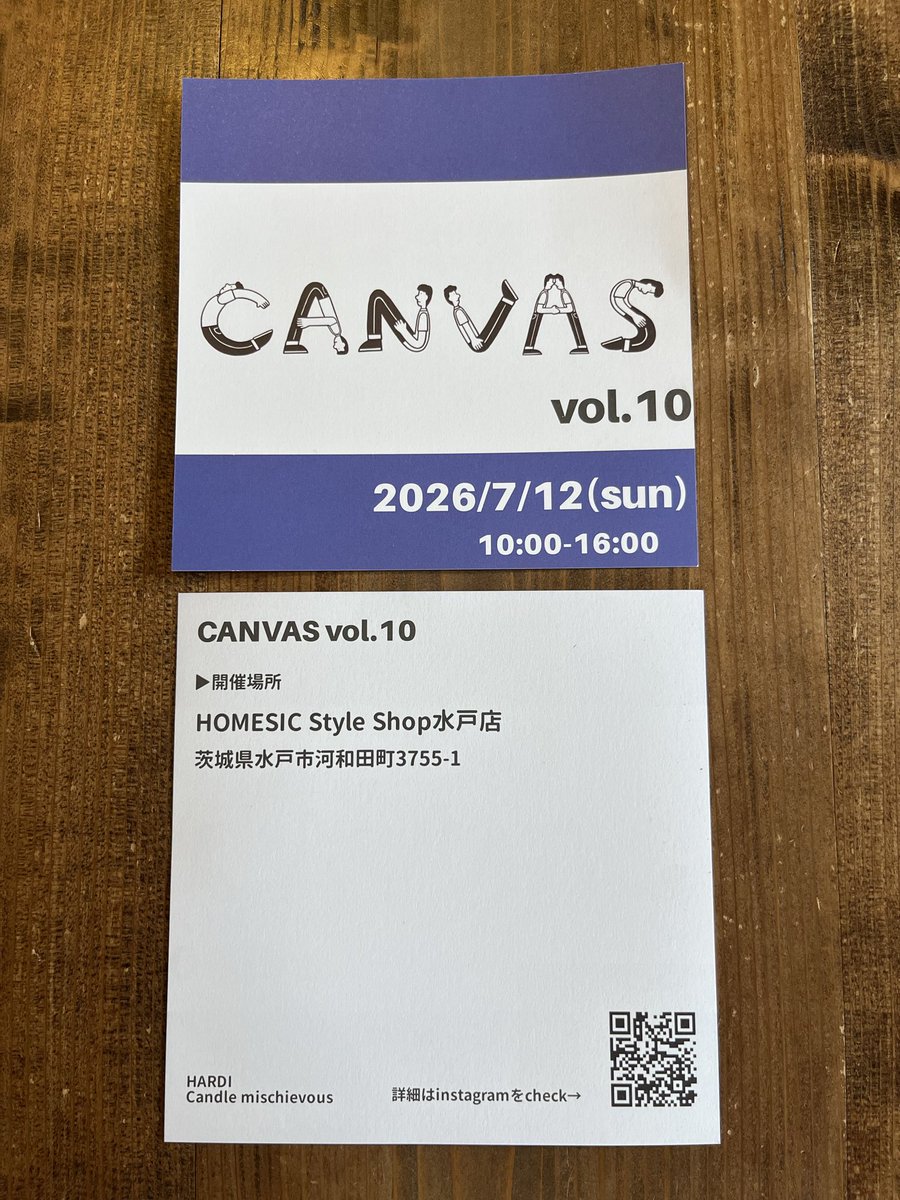 CANVAS
vol.10
2026/7/12(sun)
10:00-16:00
CANVAS vol.10
▶開催場所
HOMESIC Style Shop水戸店
茨城県水戸市河和田町3755-1
HARDI
Candle mischievous
詳細はinstagramをcheck→